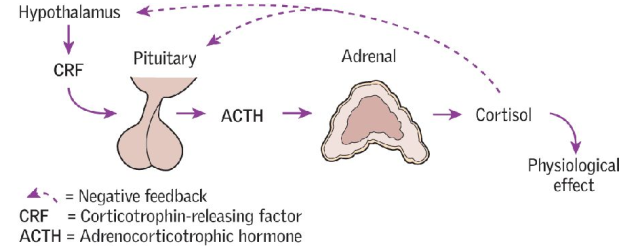 Hypothalamus
CRF
Pituitary
ACTH
Adrenal
Cortisol
Physiological
effect
= Negative feedback
CRF = Corticotrophin-releasing factor
ACTH = Adrenocorticotrophic hormone